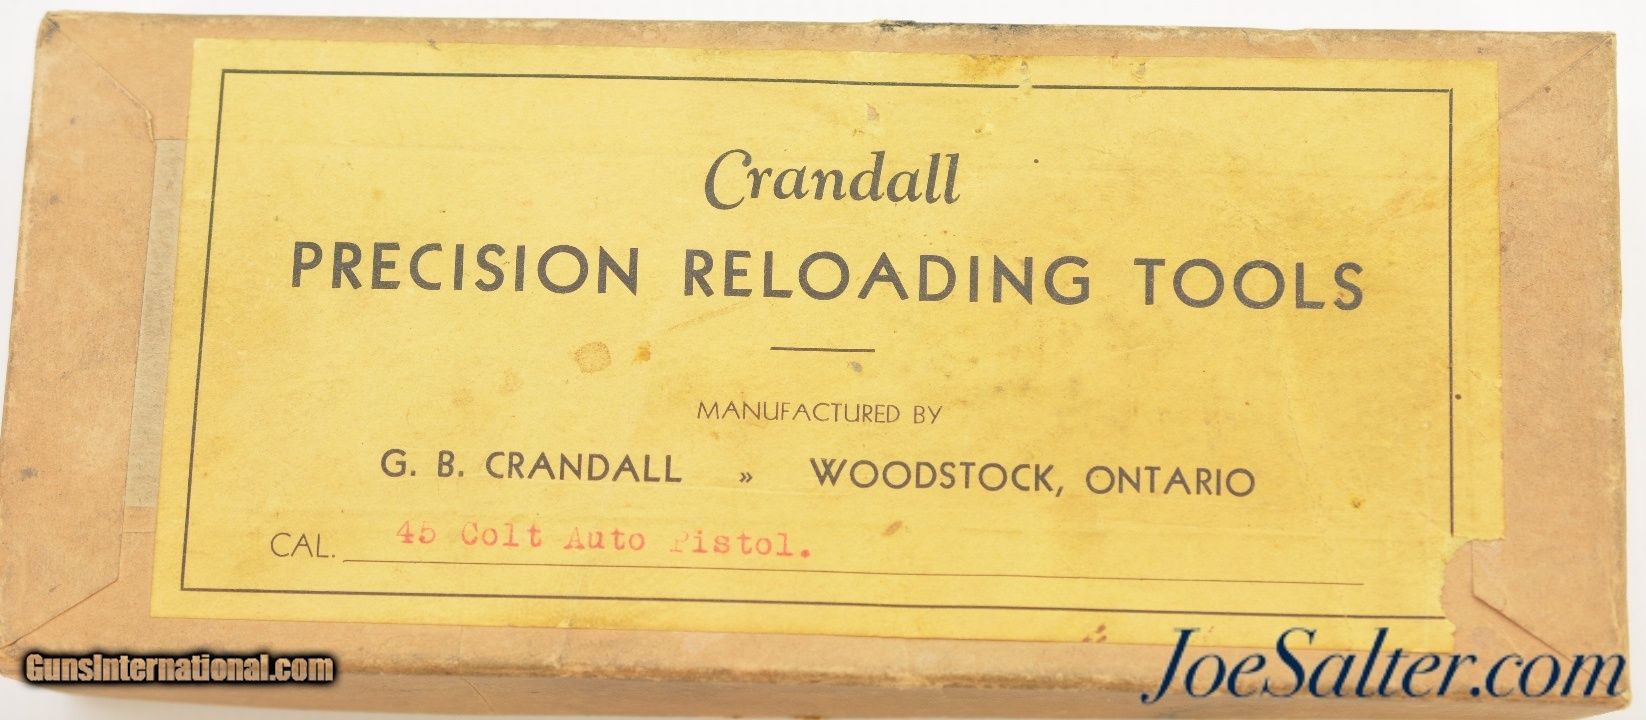 Crandall
PRECISION RELOADING TOOLS
MANUFACTURED BY
G. B. CRANDALL » WOODSTOCK, ONTARIO
CAL. 45 Colt Auto Pistol.
GunsInternational.com
JoeSalter.com